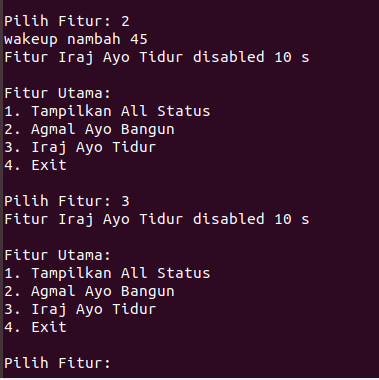 Pilih Fitur: 2
wakeup nambah 45
Fitur Iraj Ayo Tidur disabled 10 s
Fitur Utama:
1. Tampilkan All Status
2. Agmal Ayo Bangun
3. Iraj Ayo Tidur
4. Exit
Pilih Fitur: 3
Fitur Iraj Ayo Tidur disabled 10 s
Fitur Utama:
1. Tampilkan All Status
2. Agmal Ayo Bangun
3. Iraj Ayo Tidur
4. Exit
Pilih Fitur: